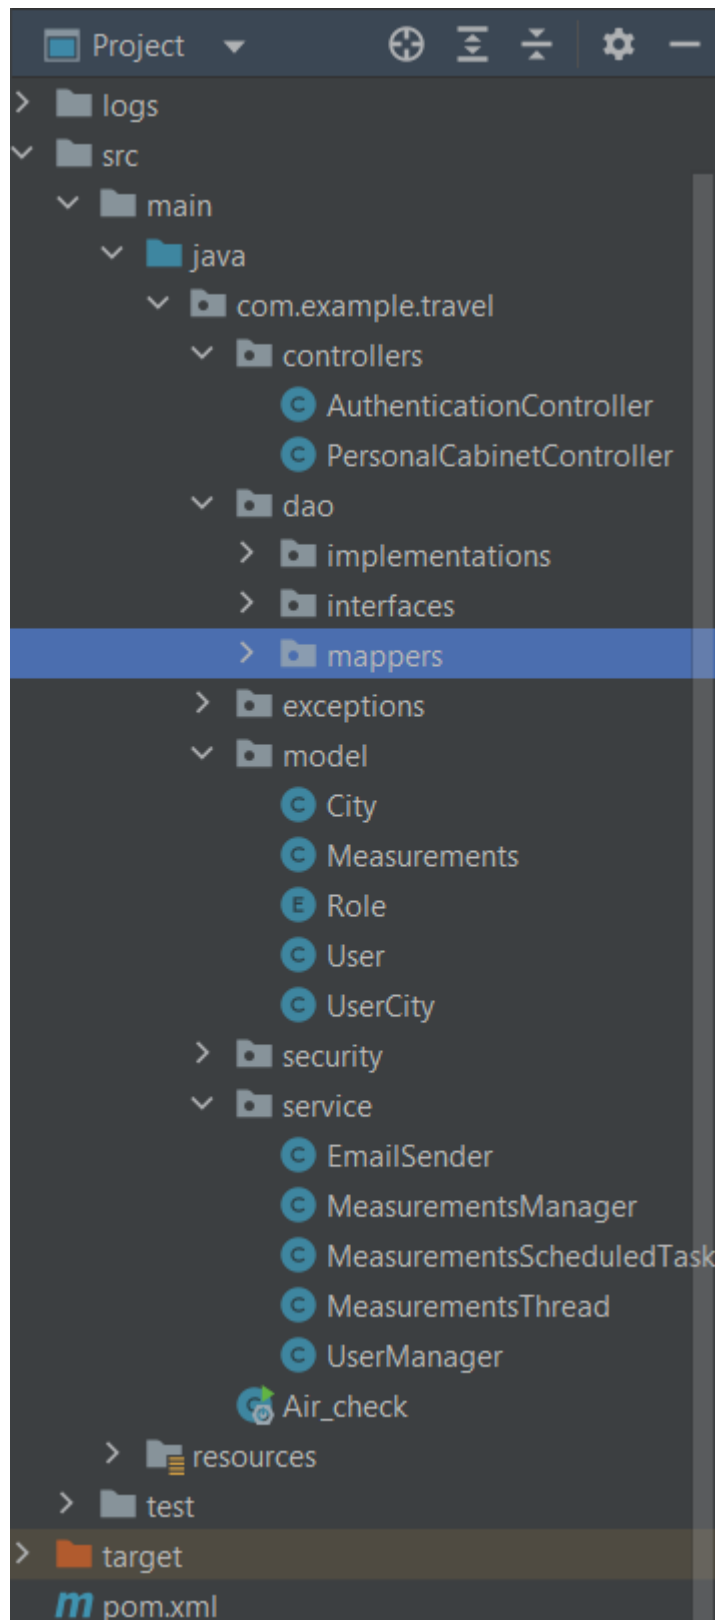 Project
logs
src
main
java
com.example.travel
controllers
C AuthenticationController
C PersonalCabinetController
dao
implementations
interfaces
mappers
exceptions
model
C City
C Measurements
E Role
C User
C UserCity
security
service
C EmailSender
C MeasurementsManager
C MeasurementsScheduledTask
C MeasurementsThread
C UserManager
Air_check
resources
test
target
m pom.xml